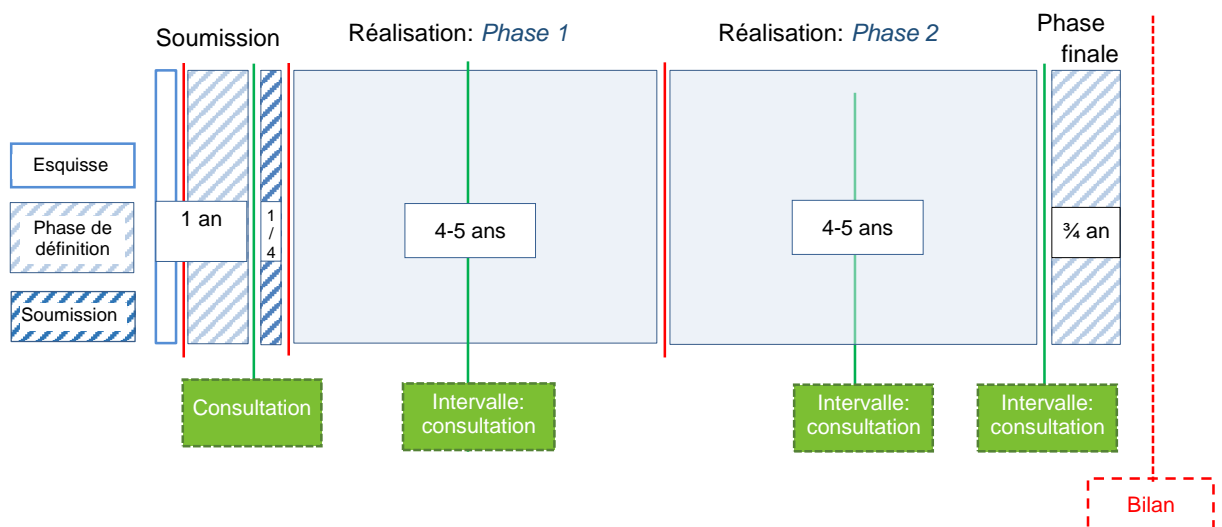 Soumission
Réalisation: Phase 1
Réalisation: Phase 2
Phase
finale
Esquisse
Phase de
définition
Soumission
1 an
1
/
4
4-5 ans
4-5 ans
¾ an
Consultation
Intervalle:
consultation
Intervalle:
consultation
Intervalle:
consultation
Bilan